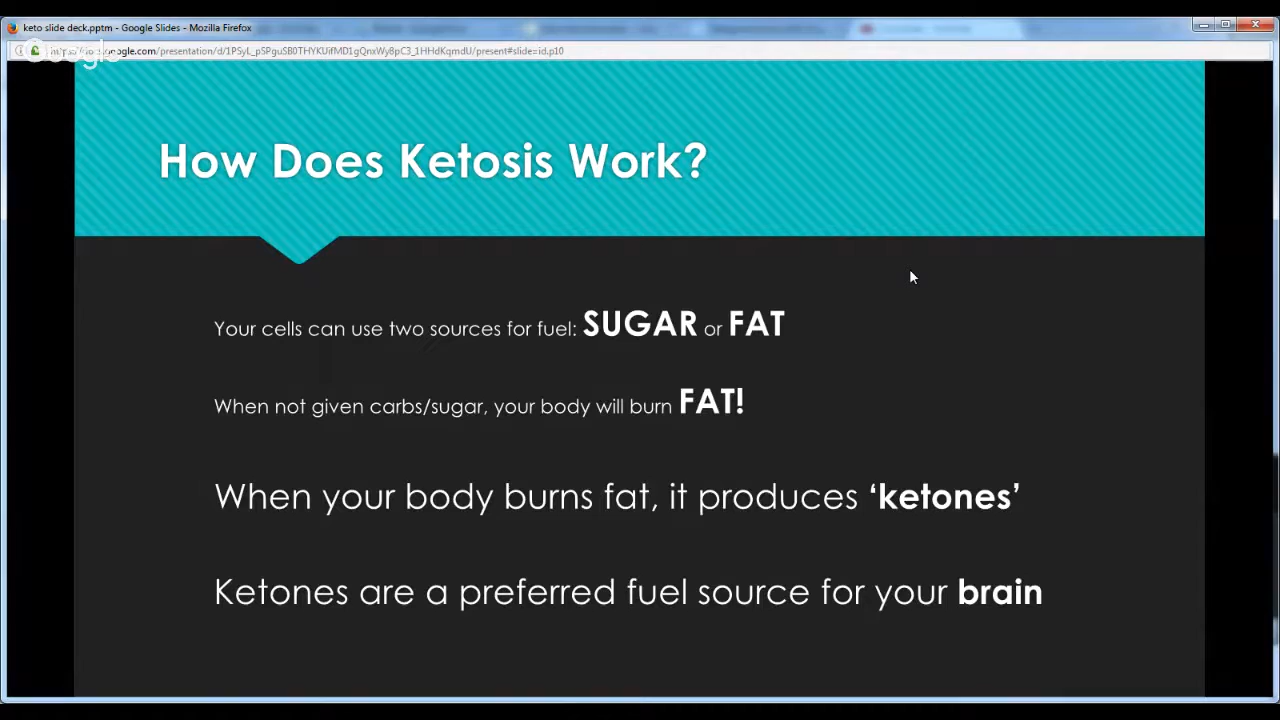 keto slide deck.pptm - Google Slides - Mozilla Firefox
Google
How Does Ketosis Work?
Your cells can use two sources for fuel: SUGAR or FAT
When not given carbs/sugar, your body will burn FAT!
When your body burns fat, it produces ‘ketones’
Ketones are a preferred fuel source for your brain